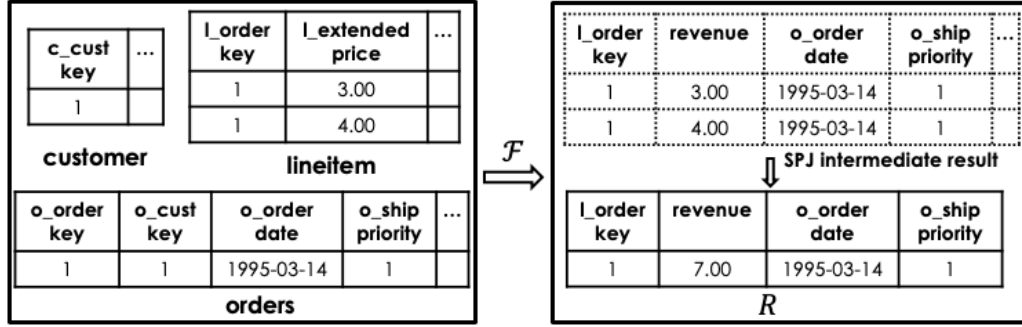 c_cust
key
...
1
customer
l_order
key
l_extended
price
...
1
3.00
1
4.00
lineitem
o_order
key
o_cust
key
o_order
date
o_ship
priority
...
1
1
1995-03-14
1
orders
ℱ
l_order
key
revenue
o_order
date
o_ship
priority
...
1
3.00
1995-03-14
1
1
4.00
1995-03-14
1
SPJ intermediate result
l_order
key
revenue
o_order
date
o_ship
priority
1
7.00
1995-03-14
1
R